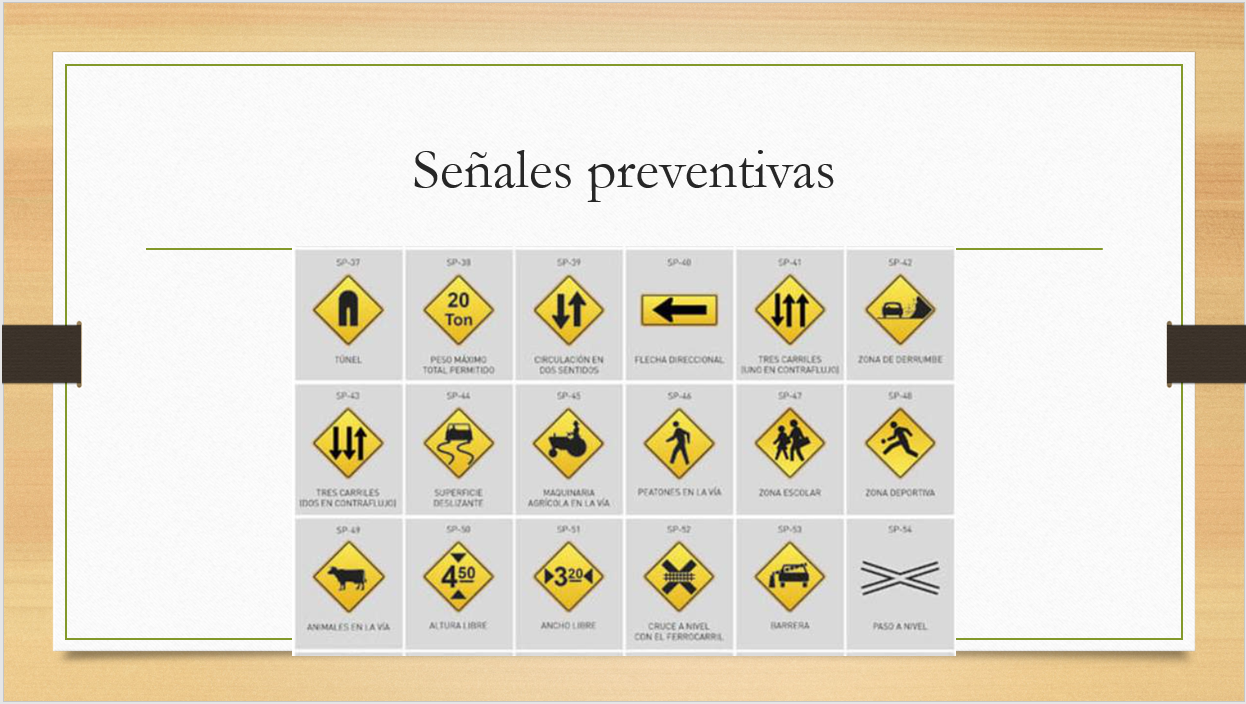 Señales preventivas
SP-37
SP-38
SP-39
SP-40
SP-41
SP-42
20
Ton
TÚNEL
PESO MÁXIMO
TOTAL PERMITIDO
CIRCULACIÓN EN
DOS SENTIDOS
FLECHA DIRECCIONAL
TRES CARRILES
(UNO EN CONTRAFLUJO)
ZONA DE DERRUMBE
SP-43
SP-44
SP-45
SP-46
SP-47
SP-48
TRES CARRILES
(DOS EN CONTRAFLUJO)
SUPERFICIE
DESLIZANTE
MAQUINARIA
AGRÍCOLA EN LA VÍA
PEATONES EN LA VÍA
ZONA ESCOLAR
ZONA DEPORTIVA
SP-49
SP-50
SP-51
SP-52
SP-53
SP-54
4 50
3 20
ANIMALES EN LA VÍA
ALTURA LIBRE
ANCHO LIBRE
CRUCE A NIVEL
CON EL FERROCARRIL
BARRERA
PASO A NIVEL